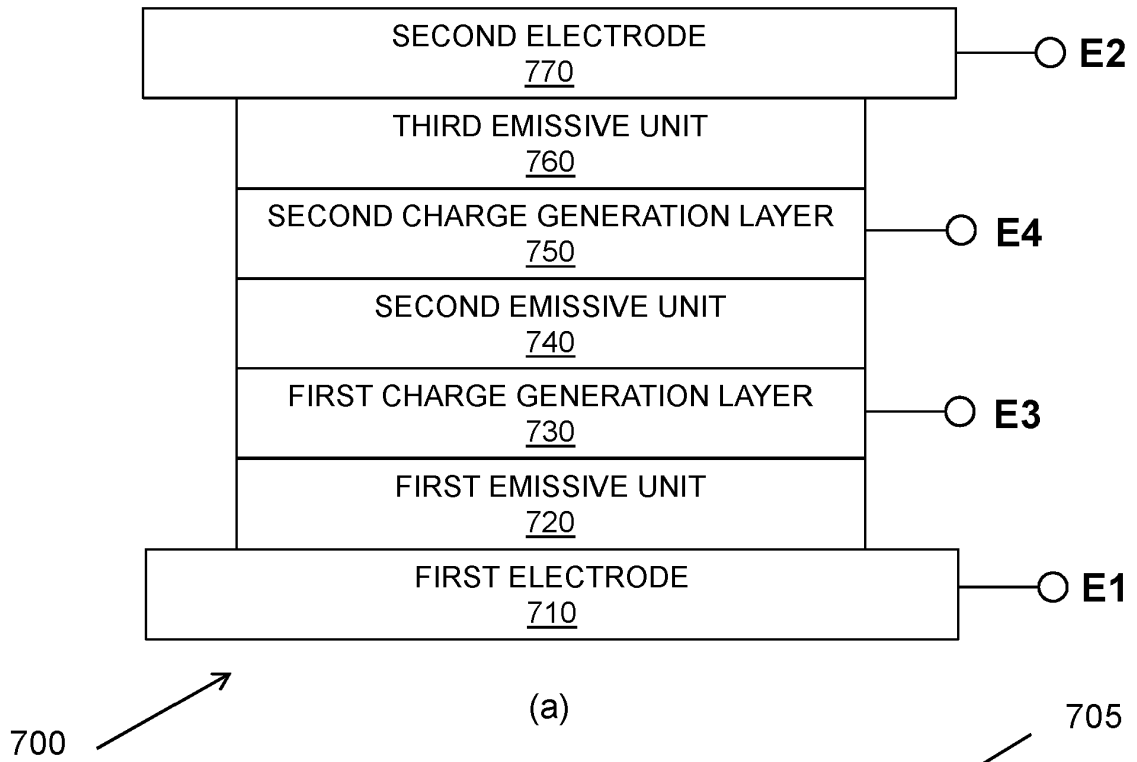 SECOND ELECTRODE
770
E2
THIRD EMISSIVE UNIT
760
SECOND CHARGE GENERATION LAYER
750
E4
SECOND EMISSIVE UNIT
740
FIRST CHARGE GENERATION LAYER
730
E3
FIRST EMISSIVE UNIT
720
FIRST ELECTRODE
710
E1
(a)
700
705